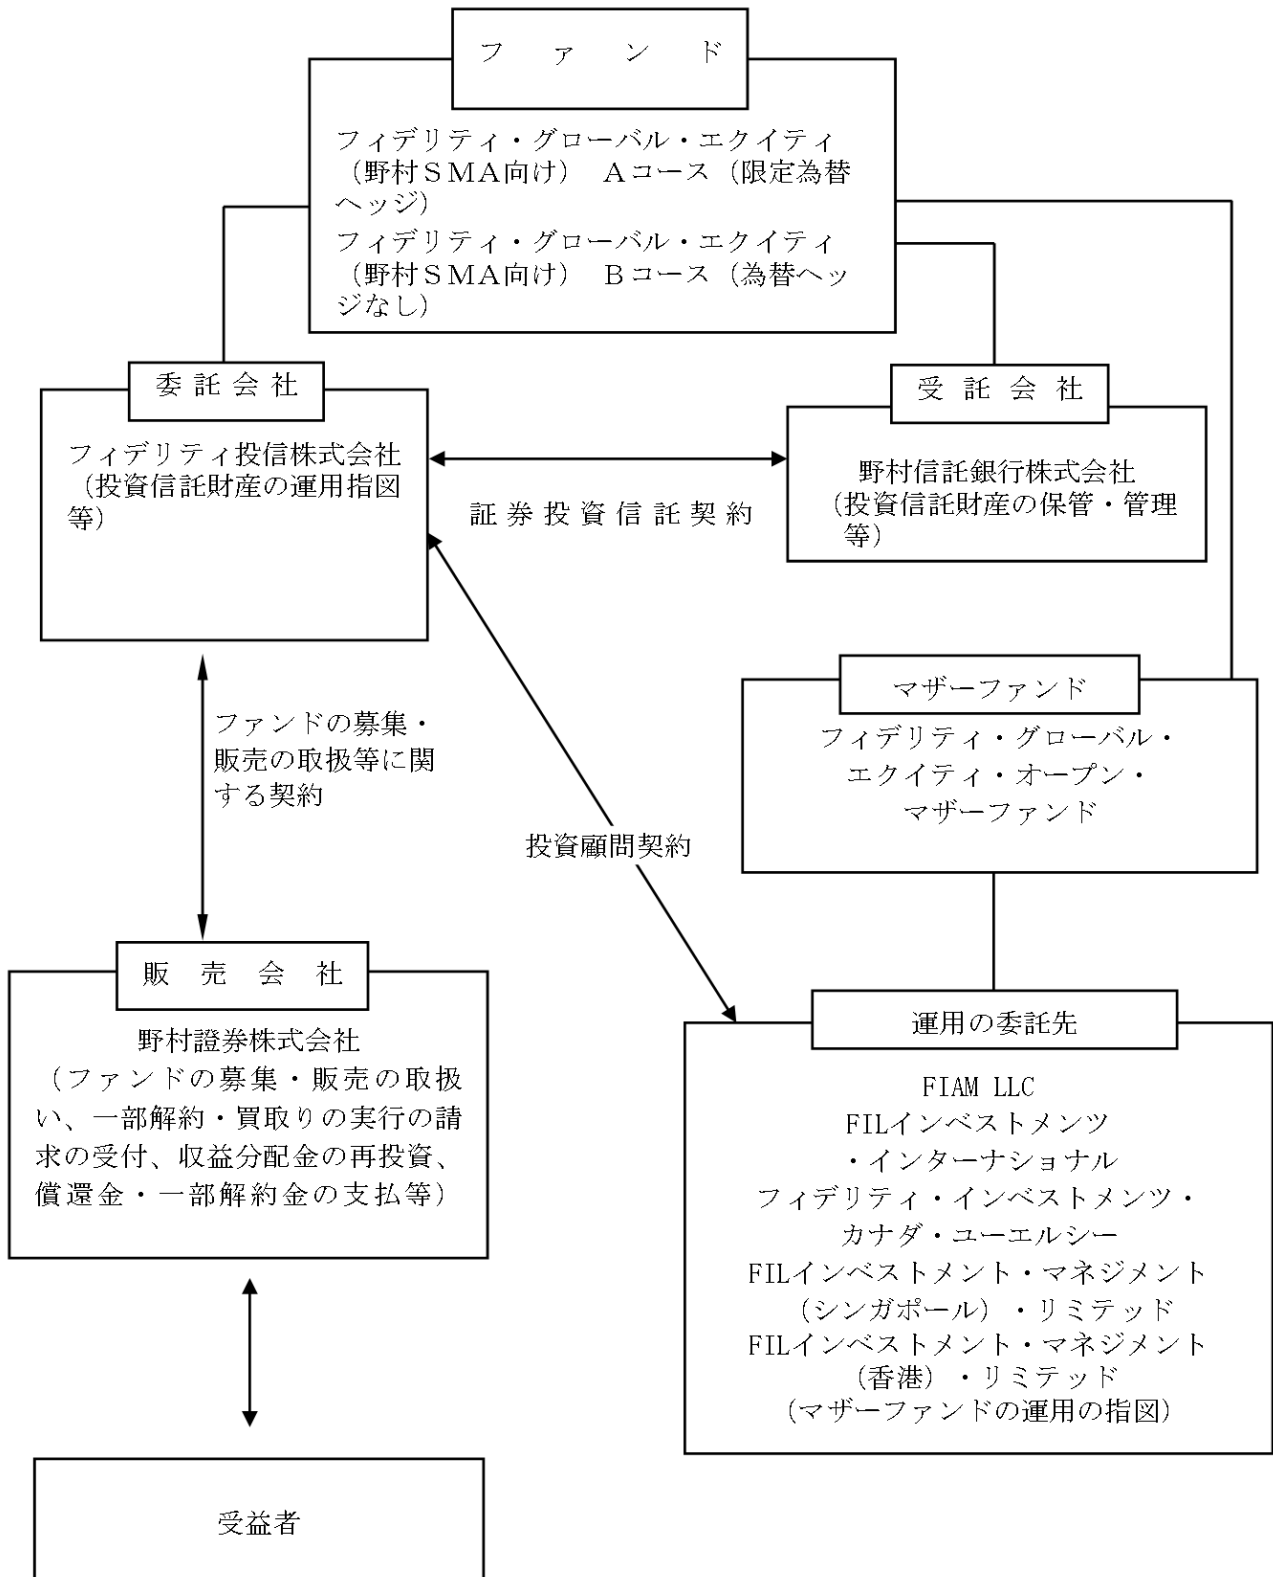 ファンド
フィデリティ・グローバル・エクイティ
（野村ＳＭＡ向け）　Ａコース（限定為替
ヘッジ）
フィデリティ・グローバル・エクイティ
（野村ＳＭＡ向け）　Ｂコース（為替ヘッ
ジなし）
委託会社
フィデリティ投信株式会社
（投資信託財産の運用指図
等）
証券投資信託契約
受託会社
野村信託銀行株式会社
（投資信託財産の保管・管理
等）
マザーファンド
フィデリティ・グローバル・
エクイティ・オープン・
マザーファンド
ファンドの募集・
販売の取扱等に関
する契約
投資顧問契約
販売会社
野村證券株式会社
（ファンドの募集・販売の取扱
い、一部解約・買取りの実行の請
求の受付、収益分配金の再投資、
償還金・一部解約金の支払等）
運用の委託先
FIAM LLC
FILインベストメンツ
・インターナショナル
フィデリティ・インベストメンツ・
カナダ・ユーエルシー
FILインベストメント・マネジメント
（シンガポール）・リミテッド
FILインベストメント・マネジメント
（香港）・リミテッド
（マザーファンドの運用の指図）
受益者